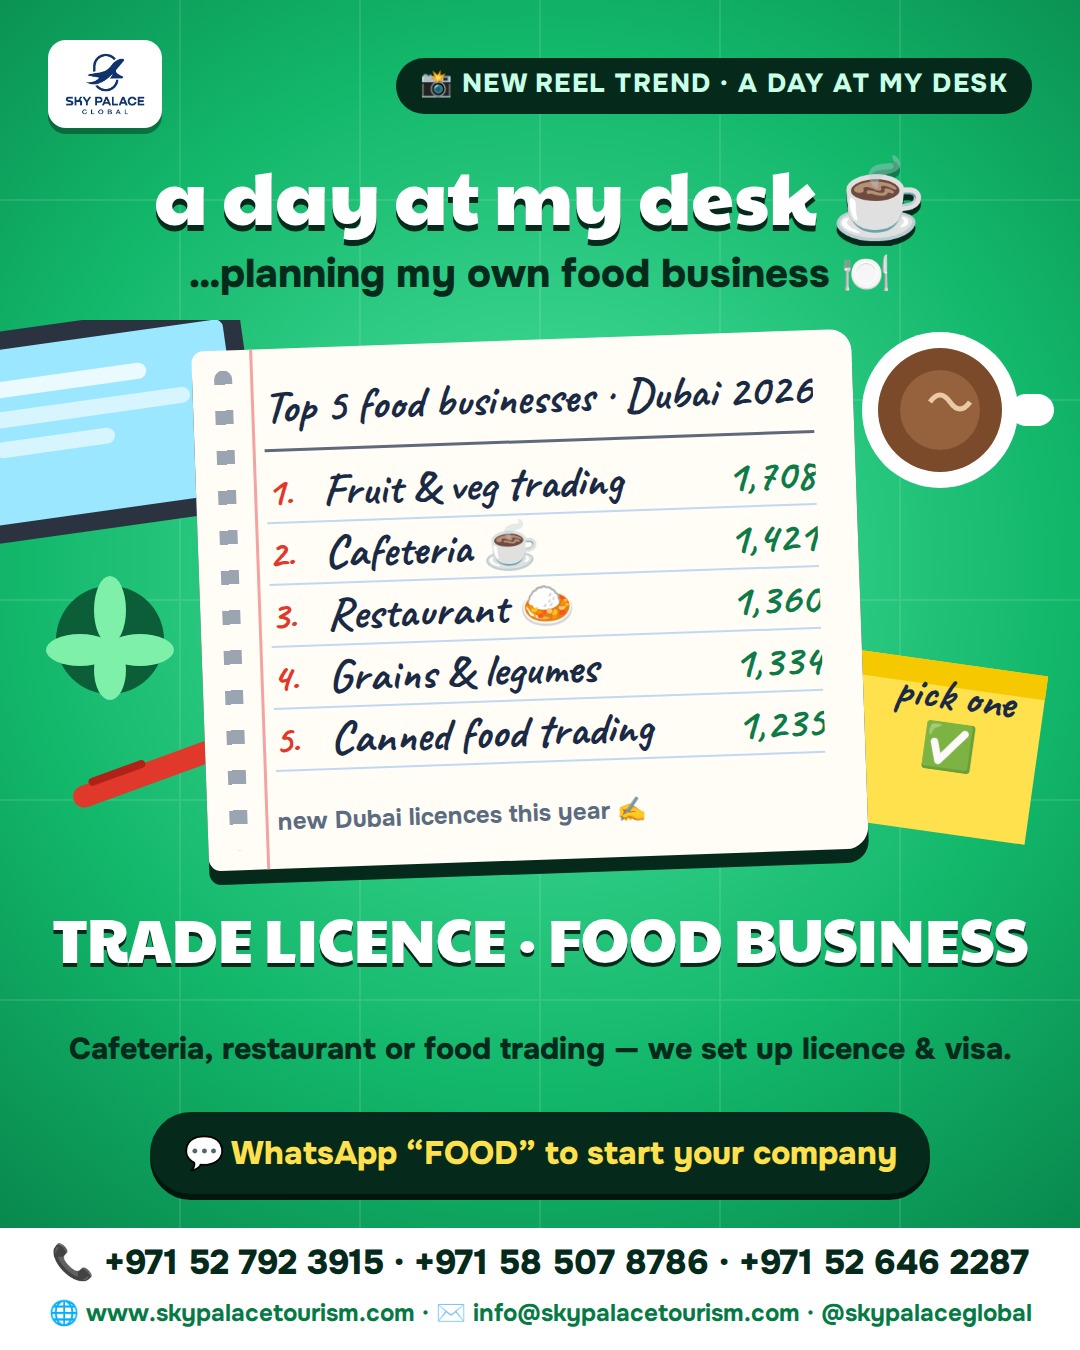 SKY PALACE
GLOBAL
📸 NEW REEL TREND · A DAY AT MY DESK
a day at my desk ☕
...planning my own food business 🍽️
Top 5 food businesses · Dubai 2026
1. Fruit & veg trading 1,708
2. Cafeteria ☕ 1,421
3. Restaurant 🍛 1,360
4. Grains & legumes 1,334
5. Canned food trading 1,235
new Dubai licences this year ✍️
pick one
✅
TRADE LICENCE · FOOD BUSINESS
Cafeteria, restaurant or food trading — we set up licence & visa.
💬 WhatsApp “FOOD” to start your company
📞 +971 52 792 3915 · +971 58 507 8786 · +971 52 646 2287
🌐 www.skypalacetourism.com · ✉️ info@skypalacetourism.com · @skypalaceglobal